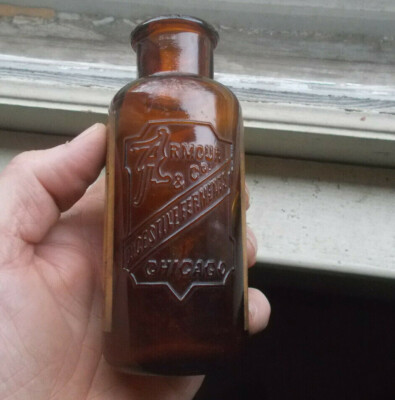 ARMOUR
& CO.
DIGESTIVE FERMENTS
CHICAGO